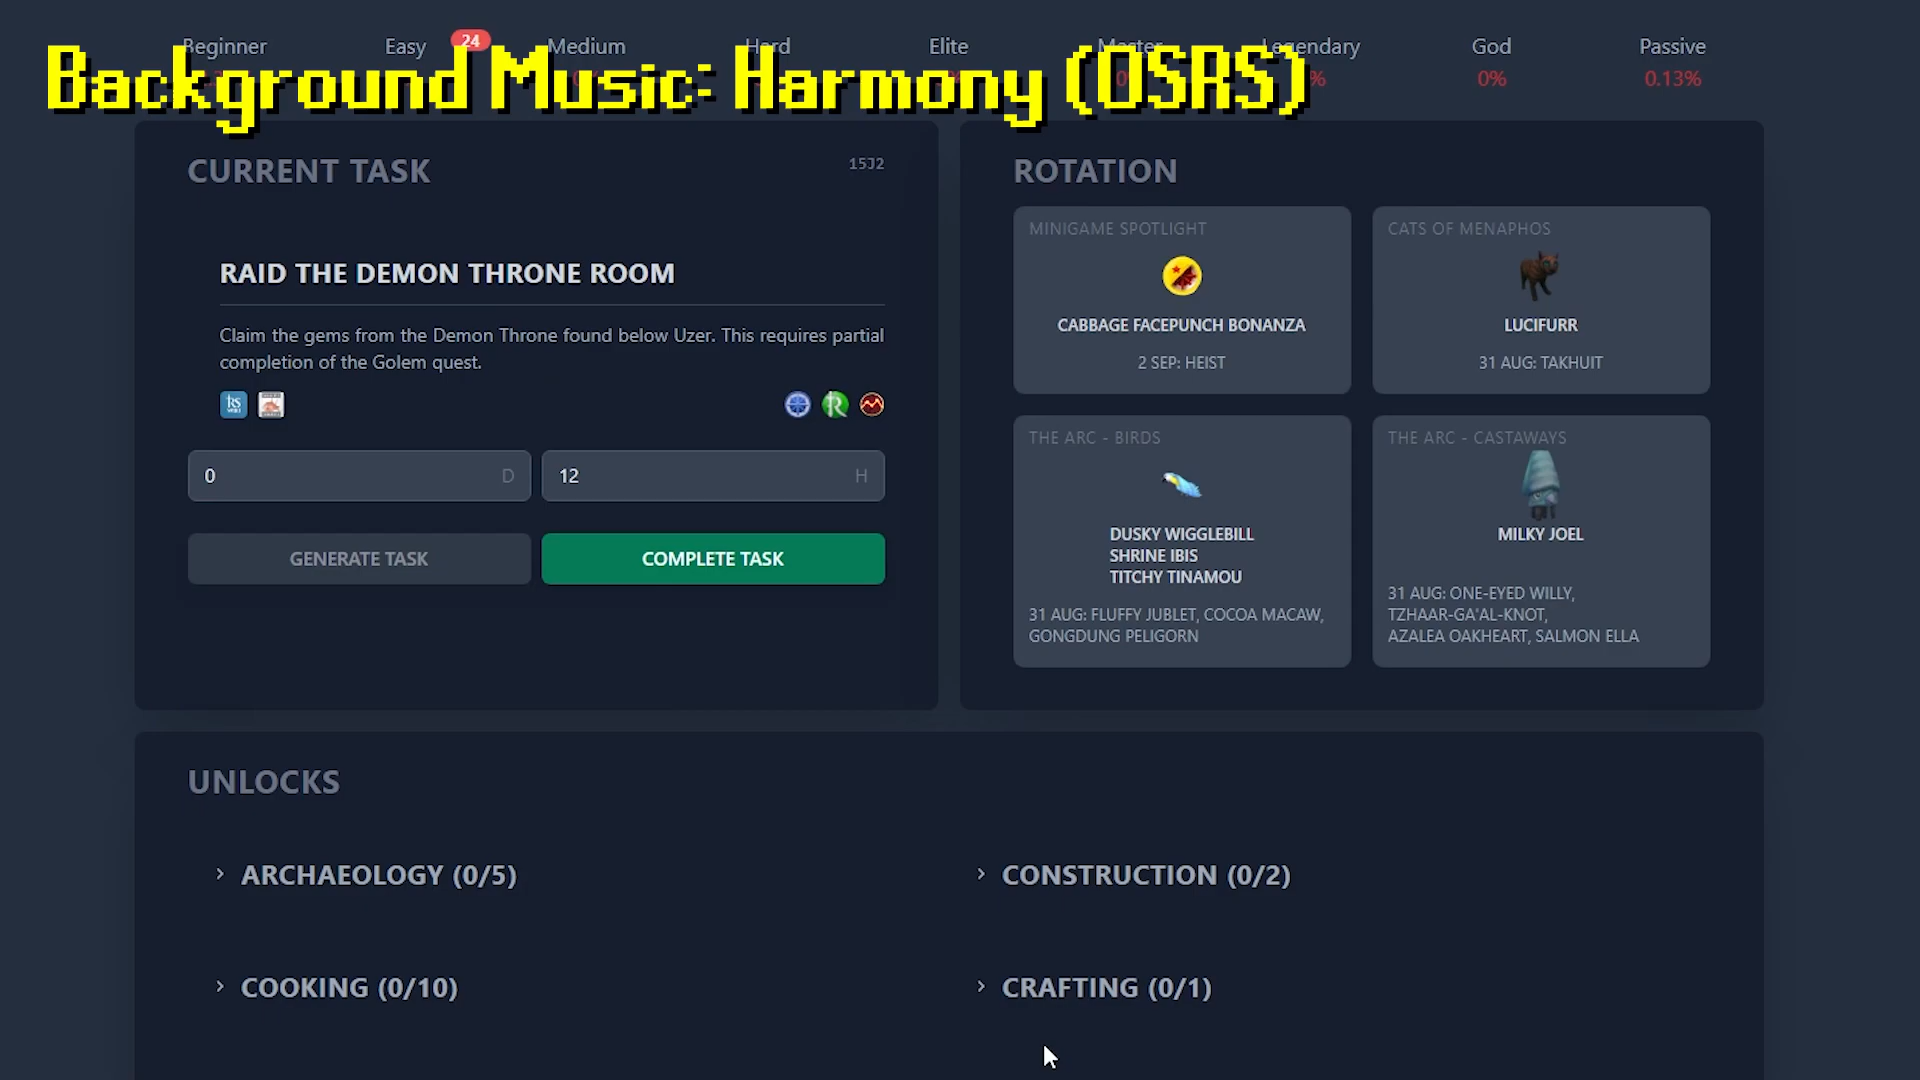 Beginner
Easy
24
Medium
Hard
Elite
Master
Legendary
God
0%
Passive
0.13%
Background Music: Harmony (OSRS)
CURRENT TASK
15J2
RAID THE DEMON THRONE ROOM
Claim the gems from the Demon Throne found below Uzer. This requires partial
completion of the Golem quest.
0 D
12 H
GENERATE TASK
COMPLETE TASK
ROTATION
MINIGAME SPOTLIGHT
CABBAGE FACEPUNCH BONANZA
2 SEP: HEIST
CATS OF MENAPHOS
LUCIFURR
31 AUG: TAKHUIT
THE ARC - BIRDS
DUSKY WIGGLEBILL
SHRINE IBIS
TITCHY TINAMOU
31 AUG: FLUFFY JUBLET, COCOA MACAW,
GONGDUNG PELIGORN
THE ARC - CASTAWAYS
MILKY JOEL
31 AUG: ONE-EYED WILLY,
TZHAAR-GA'AL-KNOT,
AZALEA OAKHEART, SALMON ELLA
UNLOCKS
ARCHAEOLOGY (0/5)
CONSTRUCTION (0/2)
COOKING (0/10)
CRAFTING (0/1)